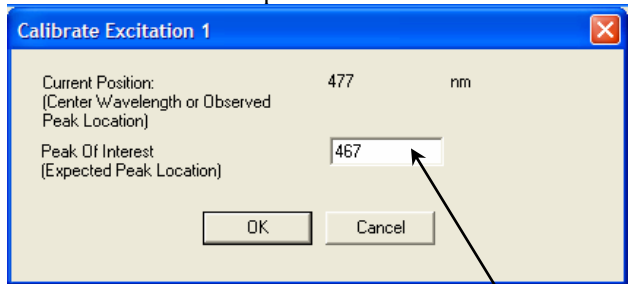 Calibrate Excitation 1
Current Position: 477 nm
(Center Wavelength or Observed
Peak Location)
Peak Of Interest 467
(Expected Peak Location)
OK Cancel